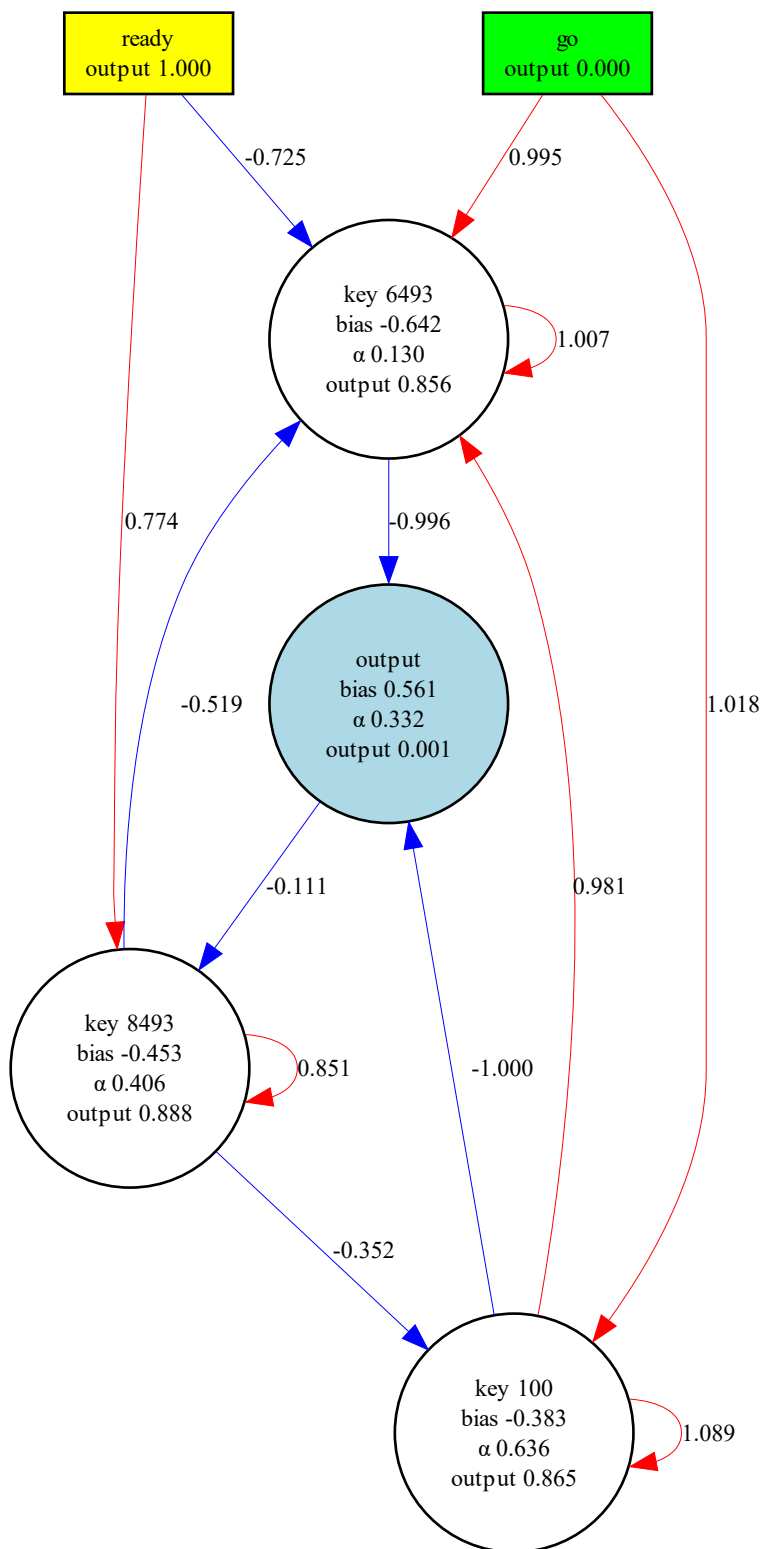 ready
output 1.000
go
output 0.000
-0.725
0.995
key 6493
bias -0.642
α 0.130
output 0.856
1.007
0.774
-0.996
output
bias 0.561
α 0.332
output 0.001
-0.519
1.018
-0.111
0.981
key 8493
bias -0.453
α 0.406
output 0.888
0.851
-1.000
-0.352
key 100
bias -0.383
α 0.636
output 0.865
1.089